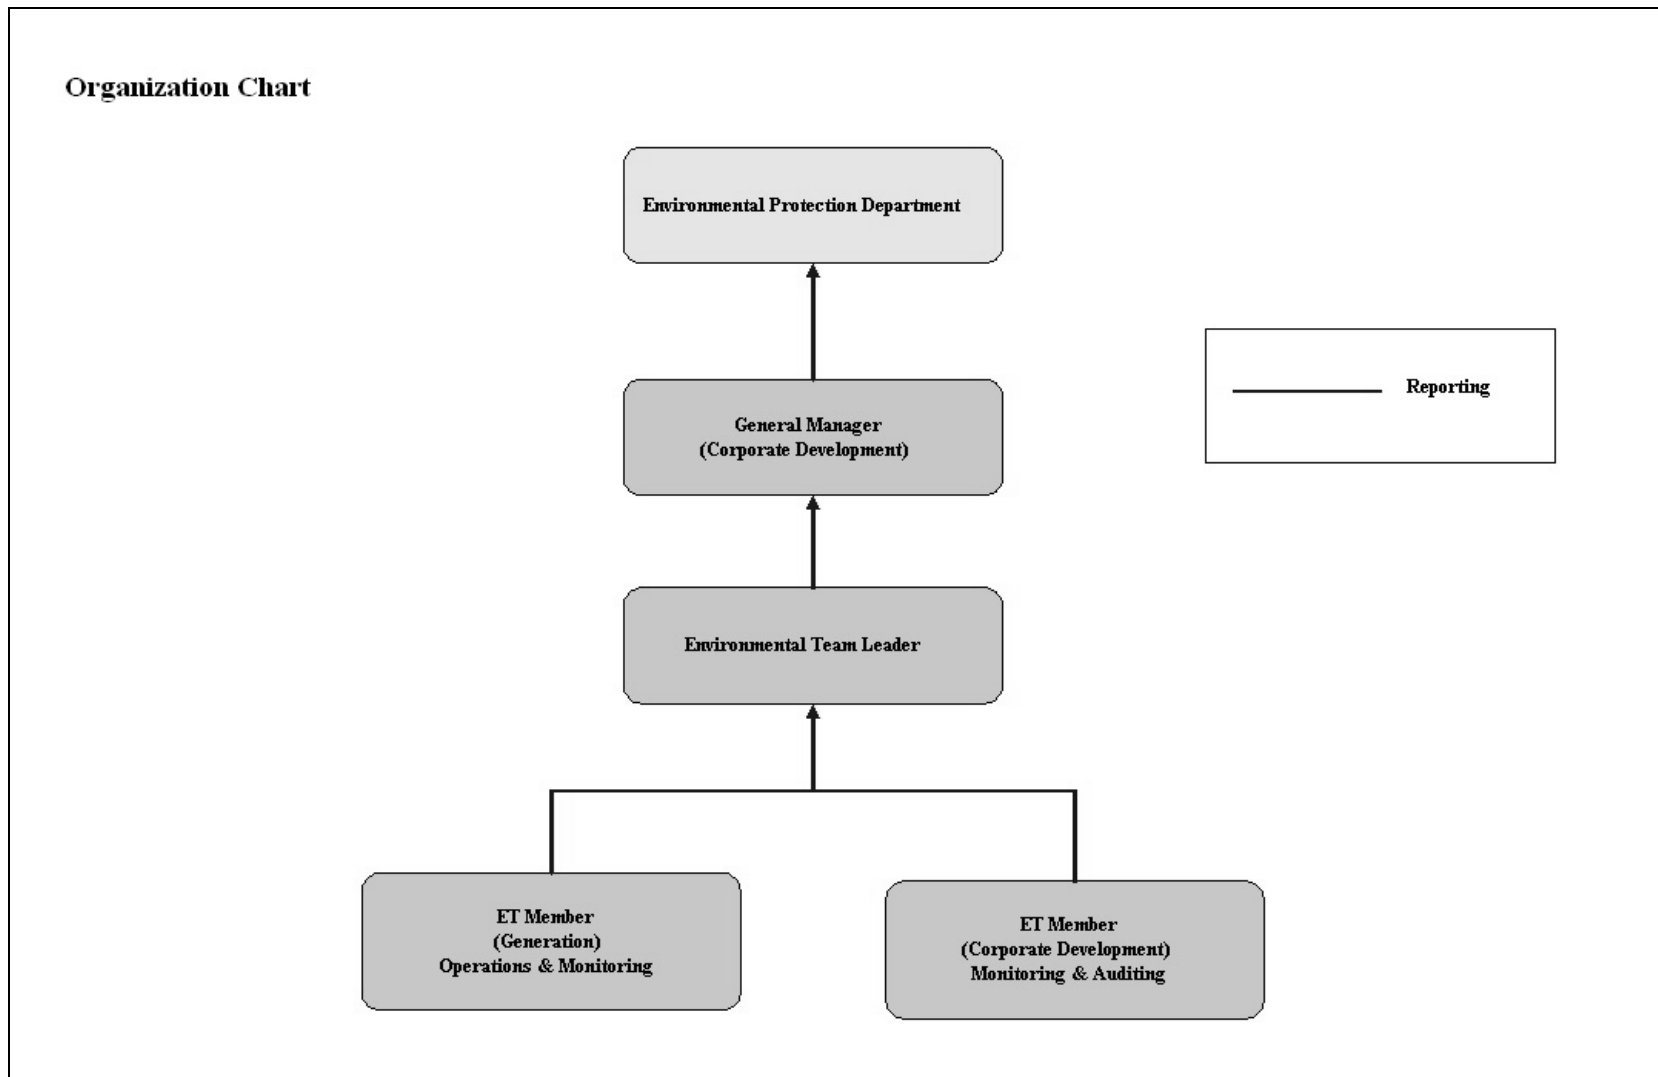 Organization Chart
Environmental Protection Department
Reporting
General Manager
(Corporate Development)
Environmental Team Leader
ET Member
(Generation)
Operations & Monitoring
ET Member
(Corporate Development)
Monitoring & Auditing